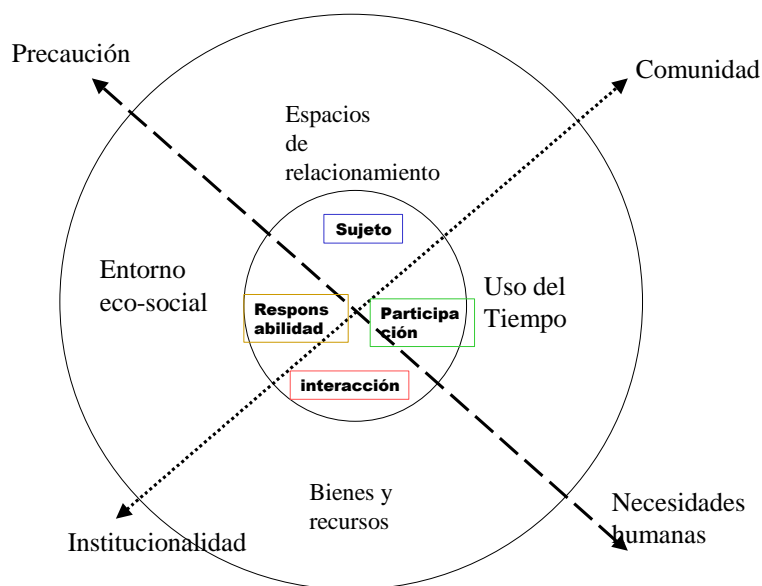 Precaución
Comunidad
Espacios
de
relacionamiento
Sujeto
Entorno
eco-social
Uso del
Tiempo
Respons
abilidad
Participa
ción
interacción
Bienes y
recursos
Institucionalidad
Necesidades
humanas